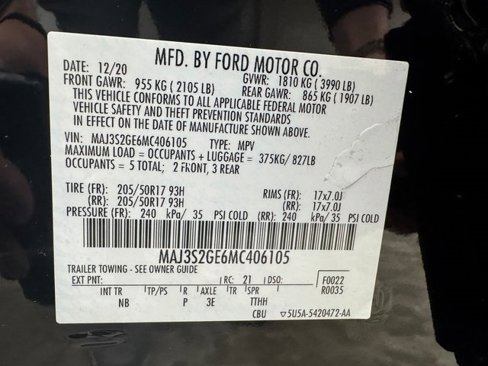 MFD. BY FORD MOTOR CO.
DATE: 12/20 GVWR: 1810 KG ( 3990 LB)
FRONT GAWR: 955 KG ( 2105 LB) REAR GAWR: 865 KG ( 1907 LB)
THIS VEHICLE CONFORMS TO ALL APPLICABLE FEDERAL MOTOR
VEHICLE SAFETY AND THEFT PREVENTION STANDARDS
IN EFFECT ON THE DATE OF MANUFACTURE SHOWN ABOVE.
VIN: MAJ3S2GE6MC406105 TYPE: MPV
MAXIMUM LOAD = OCCUPANTS + LUGGAGE = 375KG/ 827LB
OCCUPANTS = 5 TOTAL; 2 FRONT, 3 REAR
TIRE (FR): 205/50R17 93H RIMS (FR): 17x7.0J
(RR): 205/50R17 93H (RR): 17x7.0J
PRESSURE (FR): 240 kPa/ 35 PSI COLD (RR): 240 kPa/35 PSI COLD
MAJ3S2GE6MC406105
TRAILER TOWING - SEE OWNER GUIDE
EXT PNT: RC: 21 DSO: F0022
R0035
INT TR TP/PS R AXLE TR SPR
NB P 3E TTHH
CBU 5U5A-5420472-AA